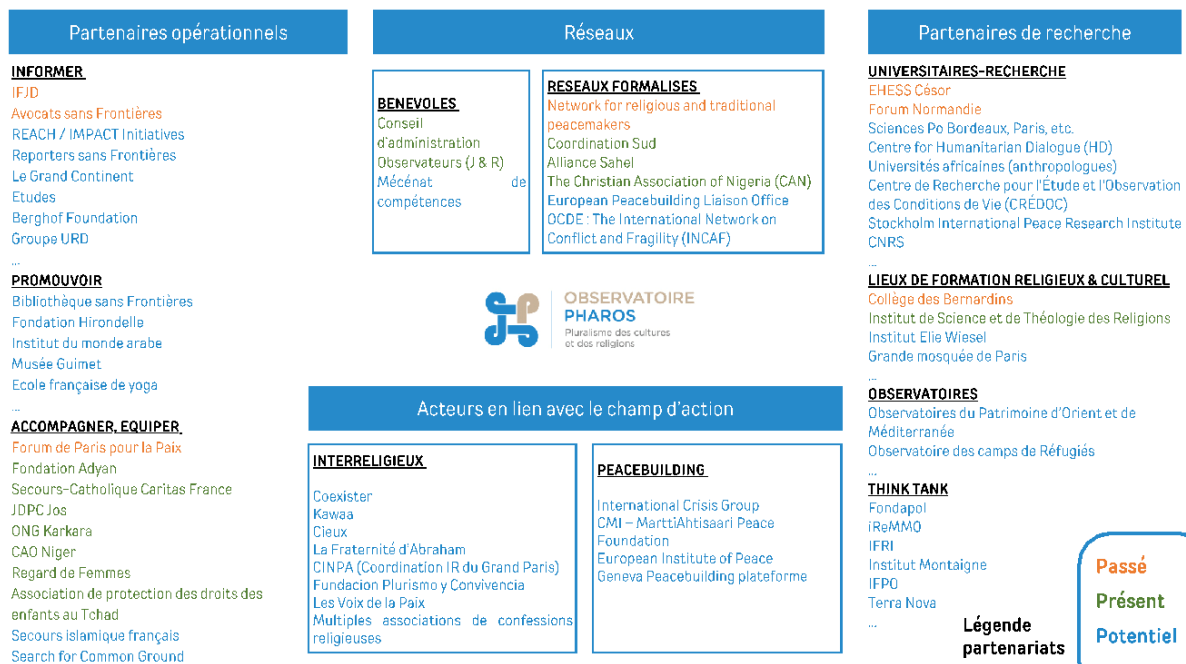 Partenaires opérationnels
INFORMER
IFJD
Avocats sans Frontières
REACH / IMPACT Initiatives
Reporters sans Frontières
Le Grand Continent
Etudes
Berghof Foundation
Groupe URD
...
PROMOUVOIR
Bibliothèque sans Frontières
Fondation Hirondelle
Institut du monde arabe
Musée Guimet
Ecole française de yoga
...
ACCOMPAGNER, EQUIPER
Forum de Paris pour la Paix
Fondation Adyan
Secours-Catholique Caritas France
JDPC Jos
ONG Karkara
CAO Niger
Regard de Femmes
Association de protection des droits des
enfants au Tchad
Secours islamique français
Search for Common Ground
Réseaux
BENEVOLES
Conseil
d'administration
Observateurs (J & R)
Mécénat de
compétences
RESEAUX FORMALISES
Network for religious and traditional
peacemakers
Coordination Sud
Alliance Sahel
The Christian Association of Nigeria (CAN)
European Peacebuilding Liaison Office
OCDE : The International Network on
Conflict and Fragility (INCAF)
OBSERVATOIRE
PHAROS
Pluralisme des cultures
et des religions
Acteurs en lien avec le champ d'action
INTERRELIGIEUX
Coexister
Kawaa
Cieux
La Fraternité d'Abraham
CINPA (Coordination IR du Grand Paris)
Fundacion Plurismo y Convivencia
Les Voix de la Paix
Multiples associations de confessions
religieuses
PEACEBUILDING
International Crisis Group
CMI – MarttiAhtisaari Peace
Foundation
European Institute of Peace
Geneva Peacebuilding plateforme
Partenaires de recherche
UNIVERSITAIRES-RECHERCHE
EHESS Césor
Forum Normandie
Sciences Po Bordeaux, Paris, etc.
Centre for Humanitarian Dialogue (HD)
Universités africaines (anthropologues)
Centre de Recherche pour l'Étude et l'Observation
des Conditions de Vie (CRÉDOC)
Stockholm International Peace Research Institute
CNRS
...
LIEUX DE FORMATION RELIGIEUX & CULTUREL
Collège des Bernardins
Institut de Science et de Théologie des Religions
Institut Elie Wiesel
Grande mosquée de Paris
...
OBSERVATOIRES
Observatoires du Patrimoine d'Orient et de
Méditerranée
Observatoire des camps de Réfugiés
...
THINK TANK
Fondapol
iReMMO
IFRI
Institut Montaigne
IFPO
Terra Nova
...
Légende
partenariats
Passé
Présent
Potentiel